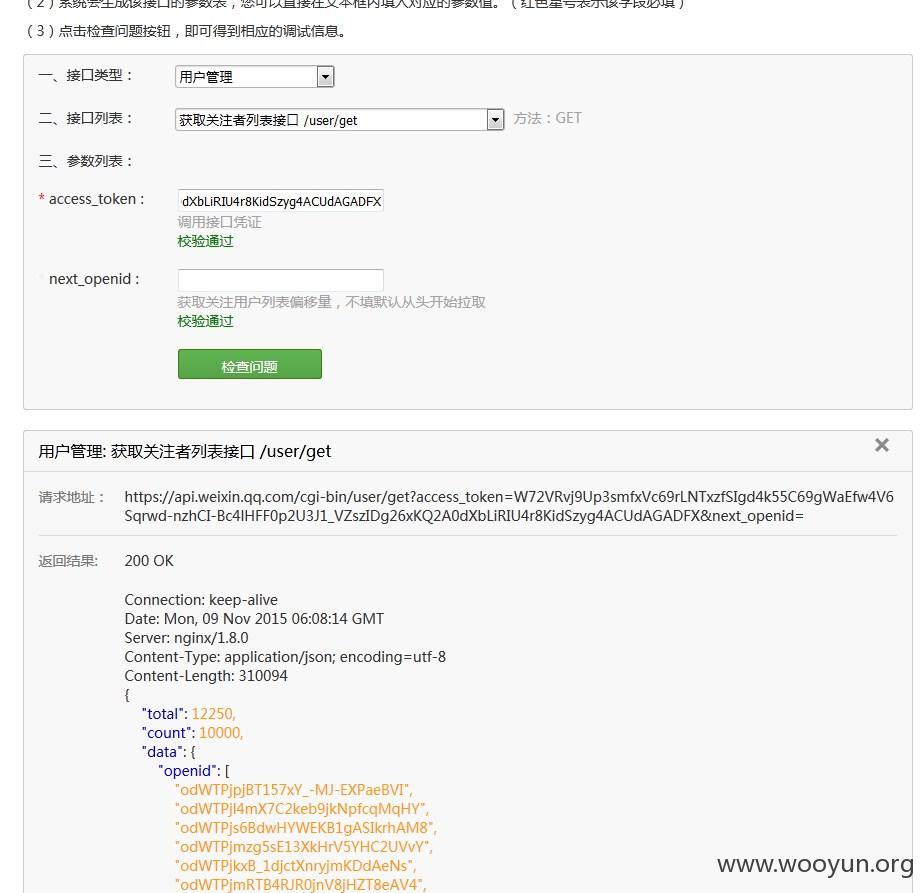 （2）系统会生成该接口的参数表，您可以直接在文本框内填入对应的参数值。（红色星号表示该字段必填）
（3）点击检查问题按钮，即可得到相应的调试信息。
一、接口类型： 用户管理
二、接口列表： 获取关注者列表接口 /user/get 方法：GET
三、参数列表：
* access_token : dXbLiRIU4r8KidSzyg4ACUdAGADFX
调用接口凭证
校验通过
next_openid :
获取关注用户列表偏移量，不填默认从头开始拉取
校验通过
检查问题
用户管理: 获取关注者列表接口 /user/get
请求地址： https://api.weixin.qq.com/cgi-bin/user/get?access_token=W72VRvj9Up3smfxVc69rLNTxzfSIgd4k55C69gWaEfw4V6
Sqrwd-nzhCI-Bc4lHFF0p2U3J1_VZszIDg26xKQ2A0dXbLiRIU4r8KidSzyg4ACUdAGADFX&next_openid=
返回结果: 200 OK
Connection: keep-alive
Date: Mon, 09 Nov 2015 06:08:14 GMT
Server: nginx/1.8.0
Content-Type: application/json; encoding=utf-8
Content-Length: 310094
{
"total": 12250,
"count": 10000,
"data": {
"openid": [
"odWTPjpjBT157xY_-MJ-EXPaeBVI",
"odWTPjl4mX7C2keb9jkNpfcqMqHY",
"odWTPjs6BdwHYWEKB1gASIkrhAM8",
"odWTPjmzg5sE13XkHrV5YHC2UVvY",
"odWTPjkxB_1djctXnryjmKDdAeNs",
"odWTPjmRTB4RJR0jnV8jHZT8eAV4",
www.wooyun.org